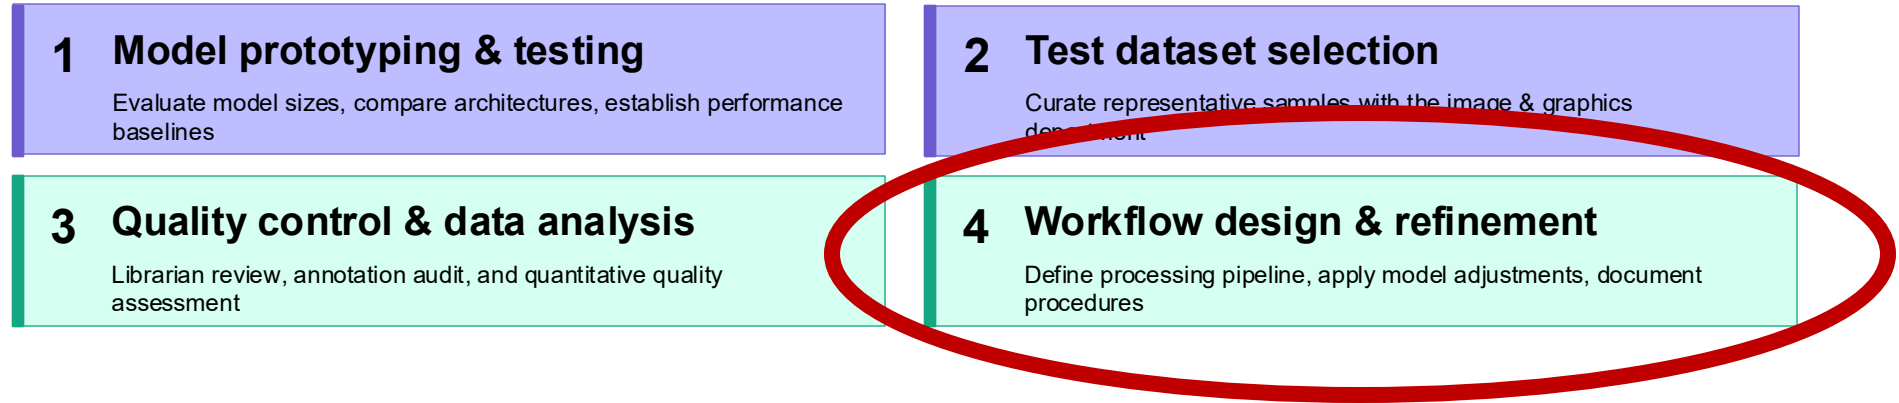 1 Model prototyping & testing
Evaluate model sizes, compare architectures, establish performance
baselines
2 Test dataset selection
Curate representative samples with the image & graphics
department
3 Quality control & data analysis
Librarian review, annotation audit, and quantitative quality
assessment
4 Workflow design & refinement
Define processing pipeline, apply model adjustments, document
procedures